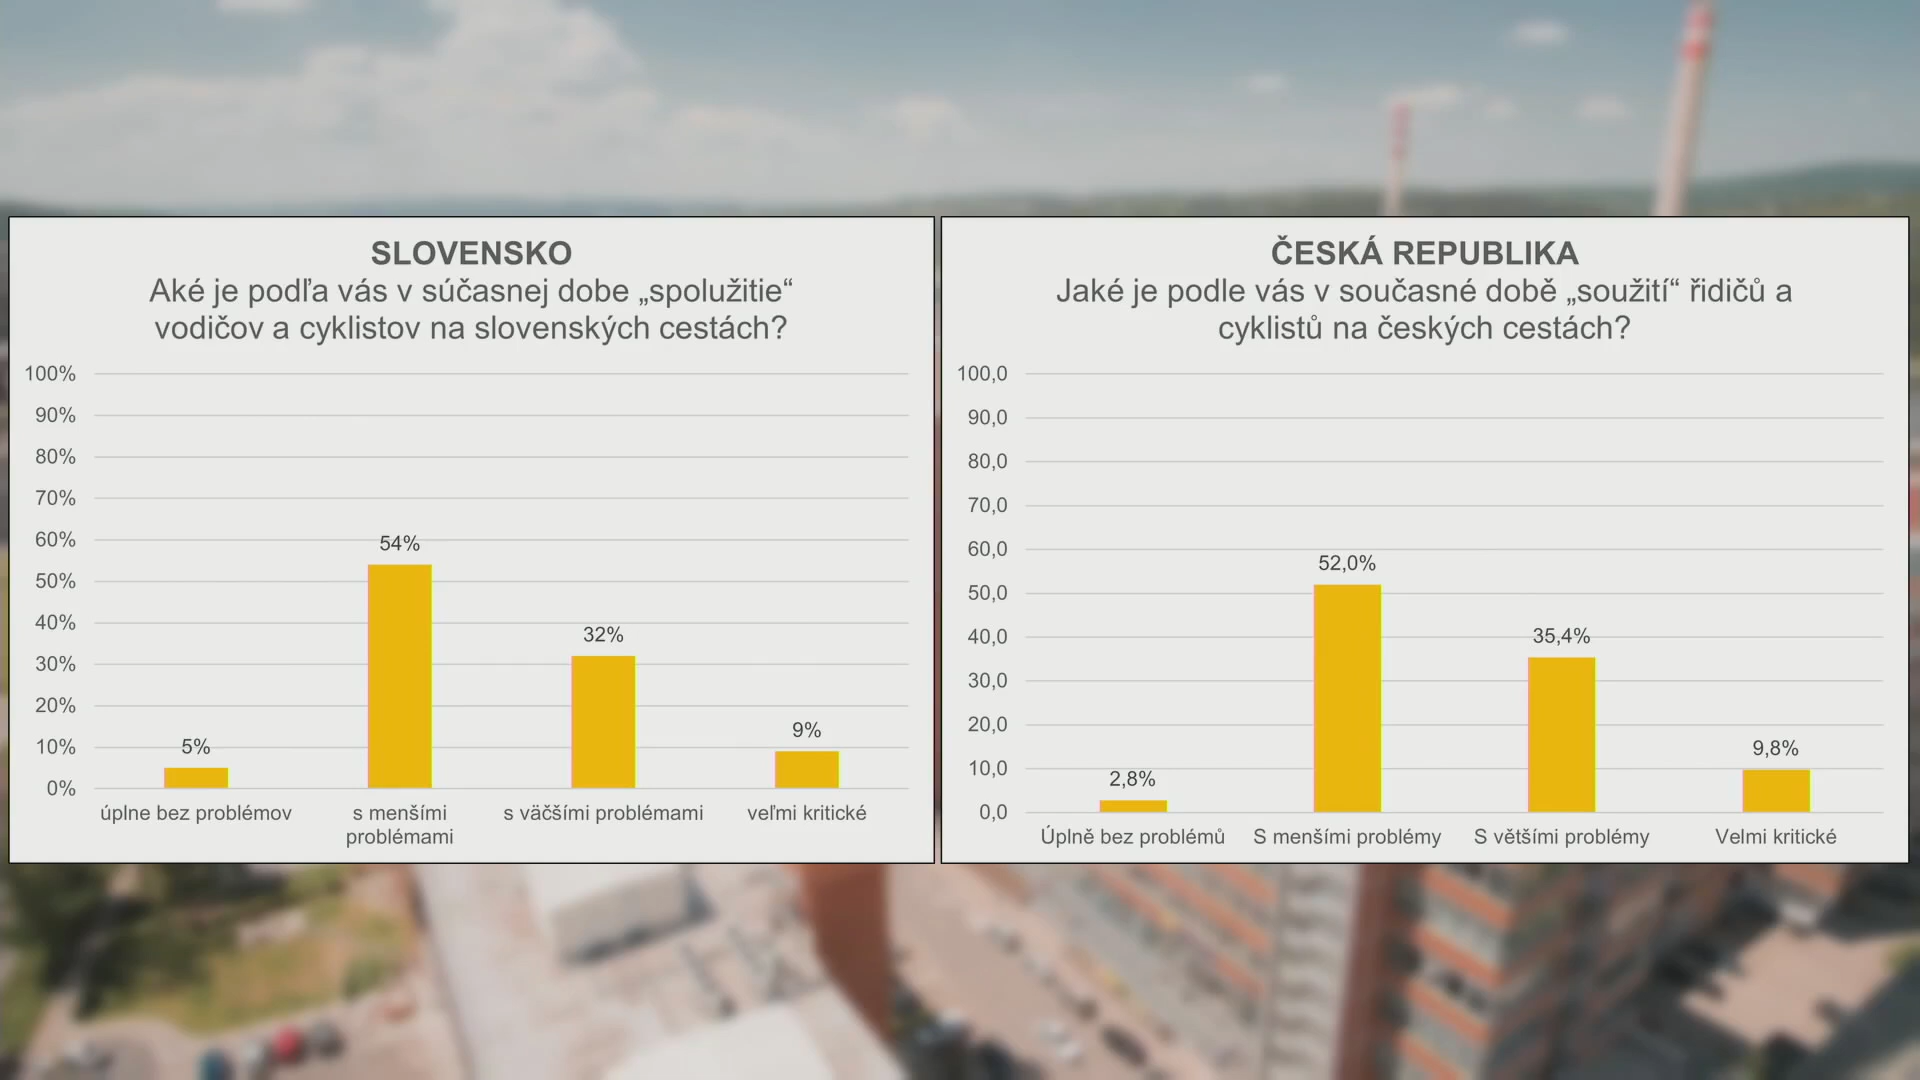 SLOVENSKO
Aké je podľa vás v súčasnej dobe „spolužitie“
vodičov a cyklistov na slovenských cestách?
100%
90%
80%
70%
60%
50%
40%
30%
20%
10%
0%
5%
54%
32%
9%
úplne bez problémov
s menšími
problémami
s väčšími problémami
veľmi kritické
ČESKÁ REPUBLIKA
Jaké je podle vás v současné době „soužití“ řidičů a
cyklistů na českých cestách?
100,0
90,0
80,0
70,0
60,0
50,0
40,0
30,0
20,0
10,0
0,0
2,8%
52,0%
35,4%
9,8%
Úplně bez problémů
S menšími problémy
S většími problémy
Velmi kritické